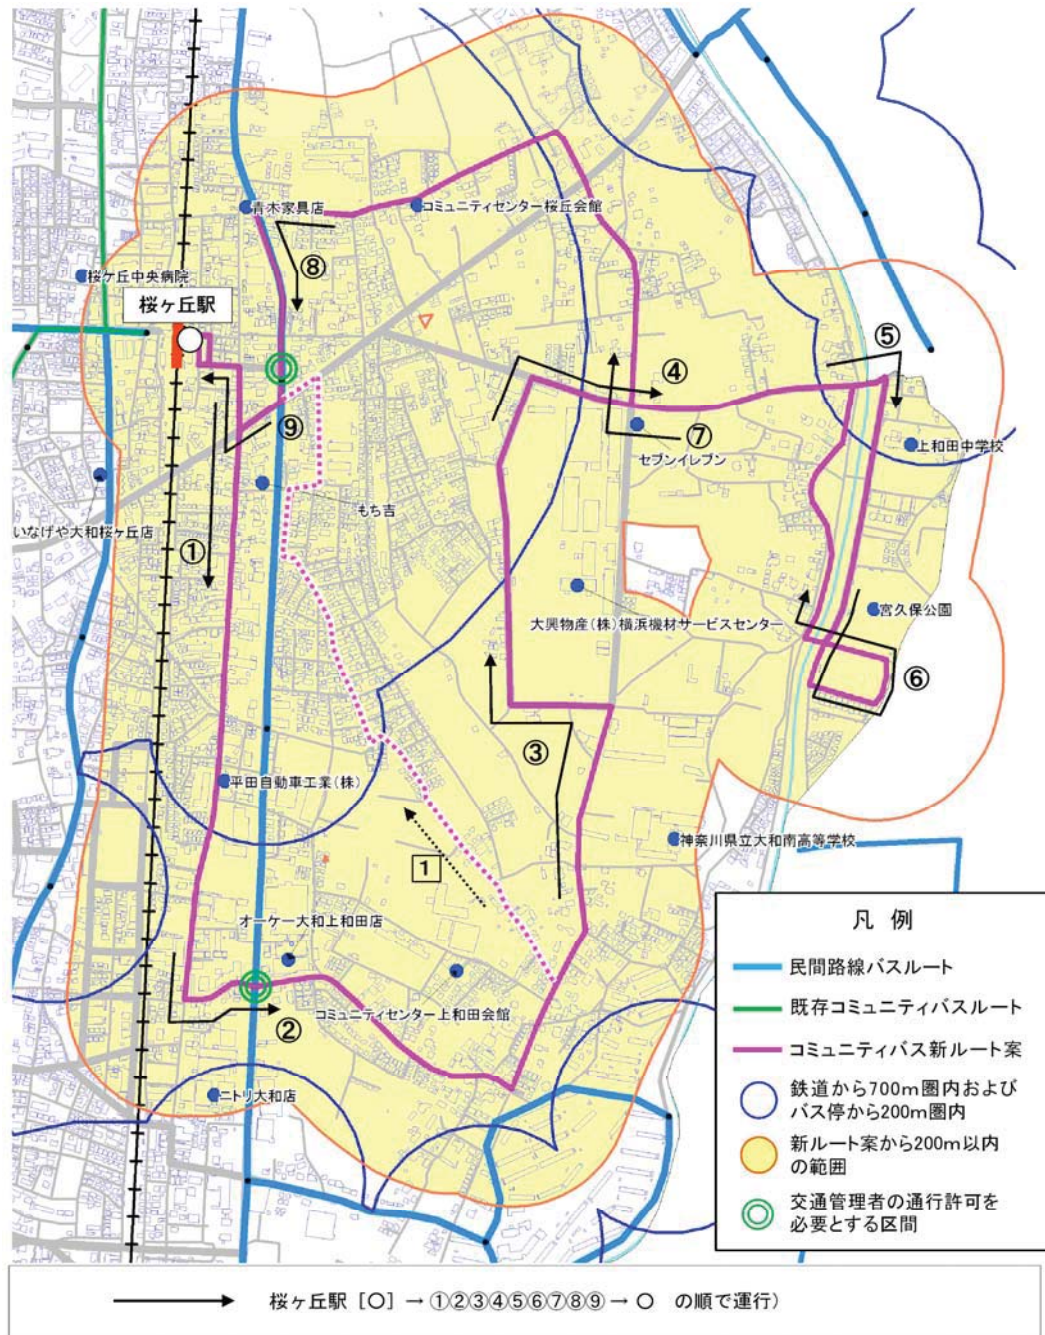 青木家具店
コミュニティセンター桜丘会館
⑧
桜ケ丘中央病院
桜ヶ丘駅
⑤
④
⑨
⑦
上和田中学校
セブンイレブン
もち吉
いなげや大和桜ヶ丘店
①
大興物産(株)横浜機材サービスセンター
宮久保公園
⑥
③
平田自動車工業(株)
神奈川県立大和南高等学校
1
オーケー大和上和田店
②
コミュニティセンター上和田会館
ニトリ大和店
凡 例
民間路線バスルート
既存コミュニティバスルート
コミュニティバス新ルート案
鉄道から700m圏内および
バス停から200m圏内
新ルート案から200m以内
の範囲
交通管理者の通行許可を
必要とする区間
桜ヶ丘駅 [○] → ①②③④⑤⑥⑦⑧⑨ → ○ の順で運行)